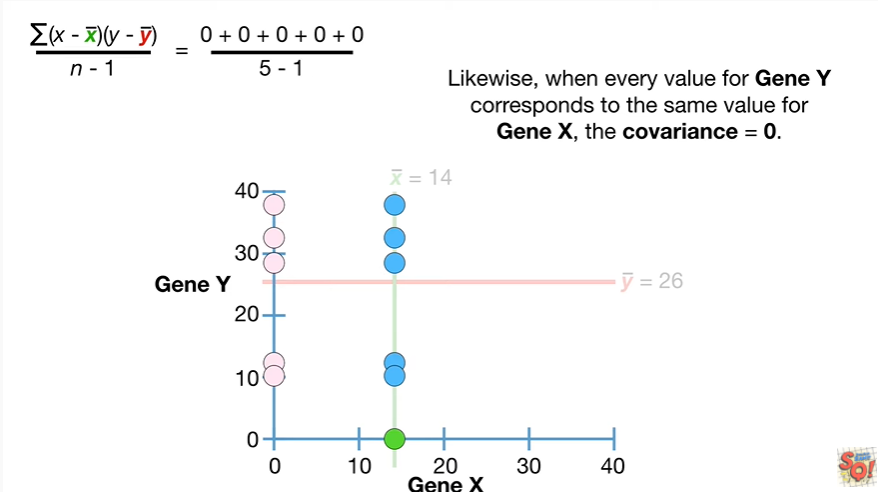 ∑(x - x̄)(y - ȳ)
n - 1
=
0 + 0 + 0 + 0 + 0
5 - 1
Likewise, when every value for Gene Y
corresponds to the same value for
Gene X, the covariance = 0.
x̄ = 14
40
30
Gene Y
ȳ = 26
20
10
0
0
10
20
30
40
Gene X
SQ!